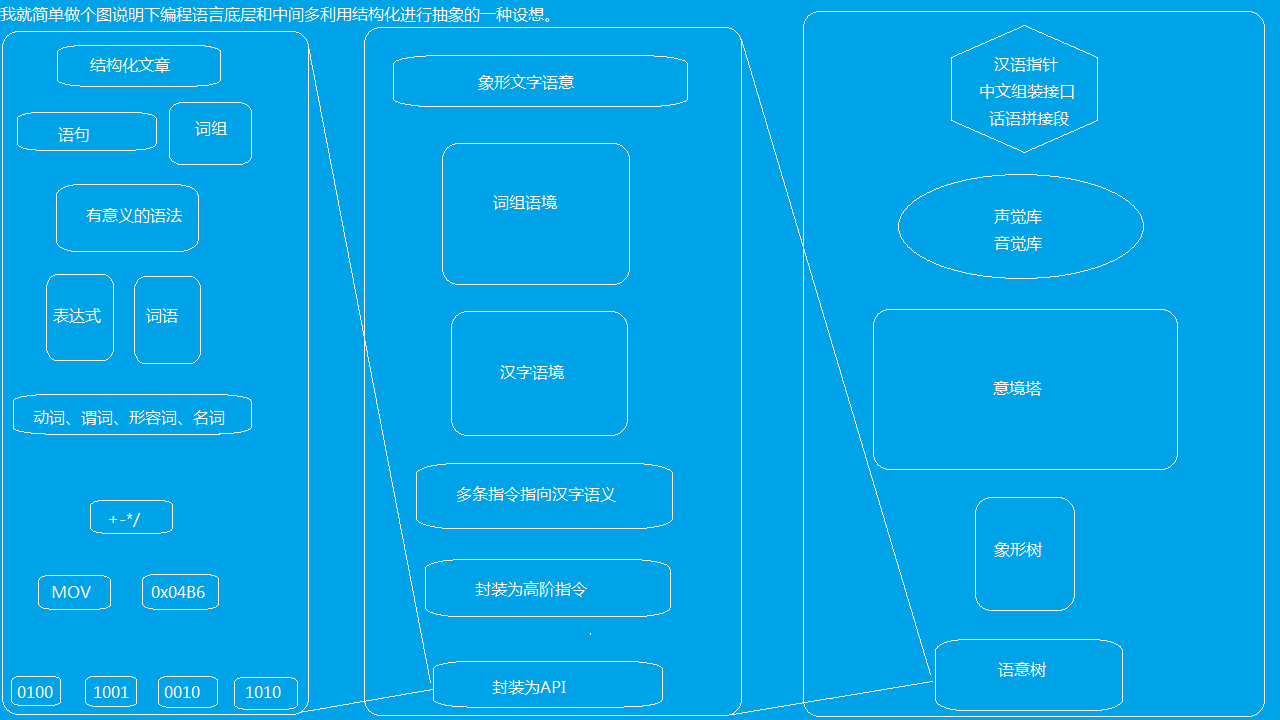 我就简单做个图说明下编程语言底层和中间多利用结构化进行抽象的一种设想。
结构化文章
语句
词组
有意义的语法
表达式
词语
动词、谓词、形容词、名词
+-*/
MOV
0x04B6
0100
1001
0010
1010
象形文字语意
词组语境
汉字语境
多条指令指向汉字语义
封装为高阶指令
封装为API
汉语指针
中文组装接口
话语拼接段
声觉库
音觉库
意境塔
象形树
语意树